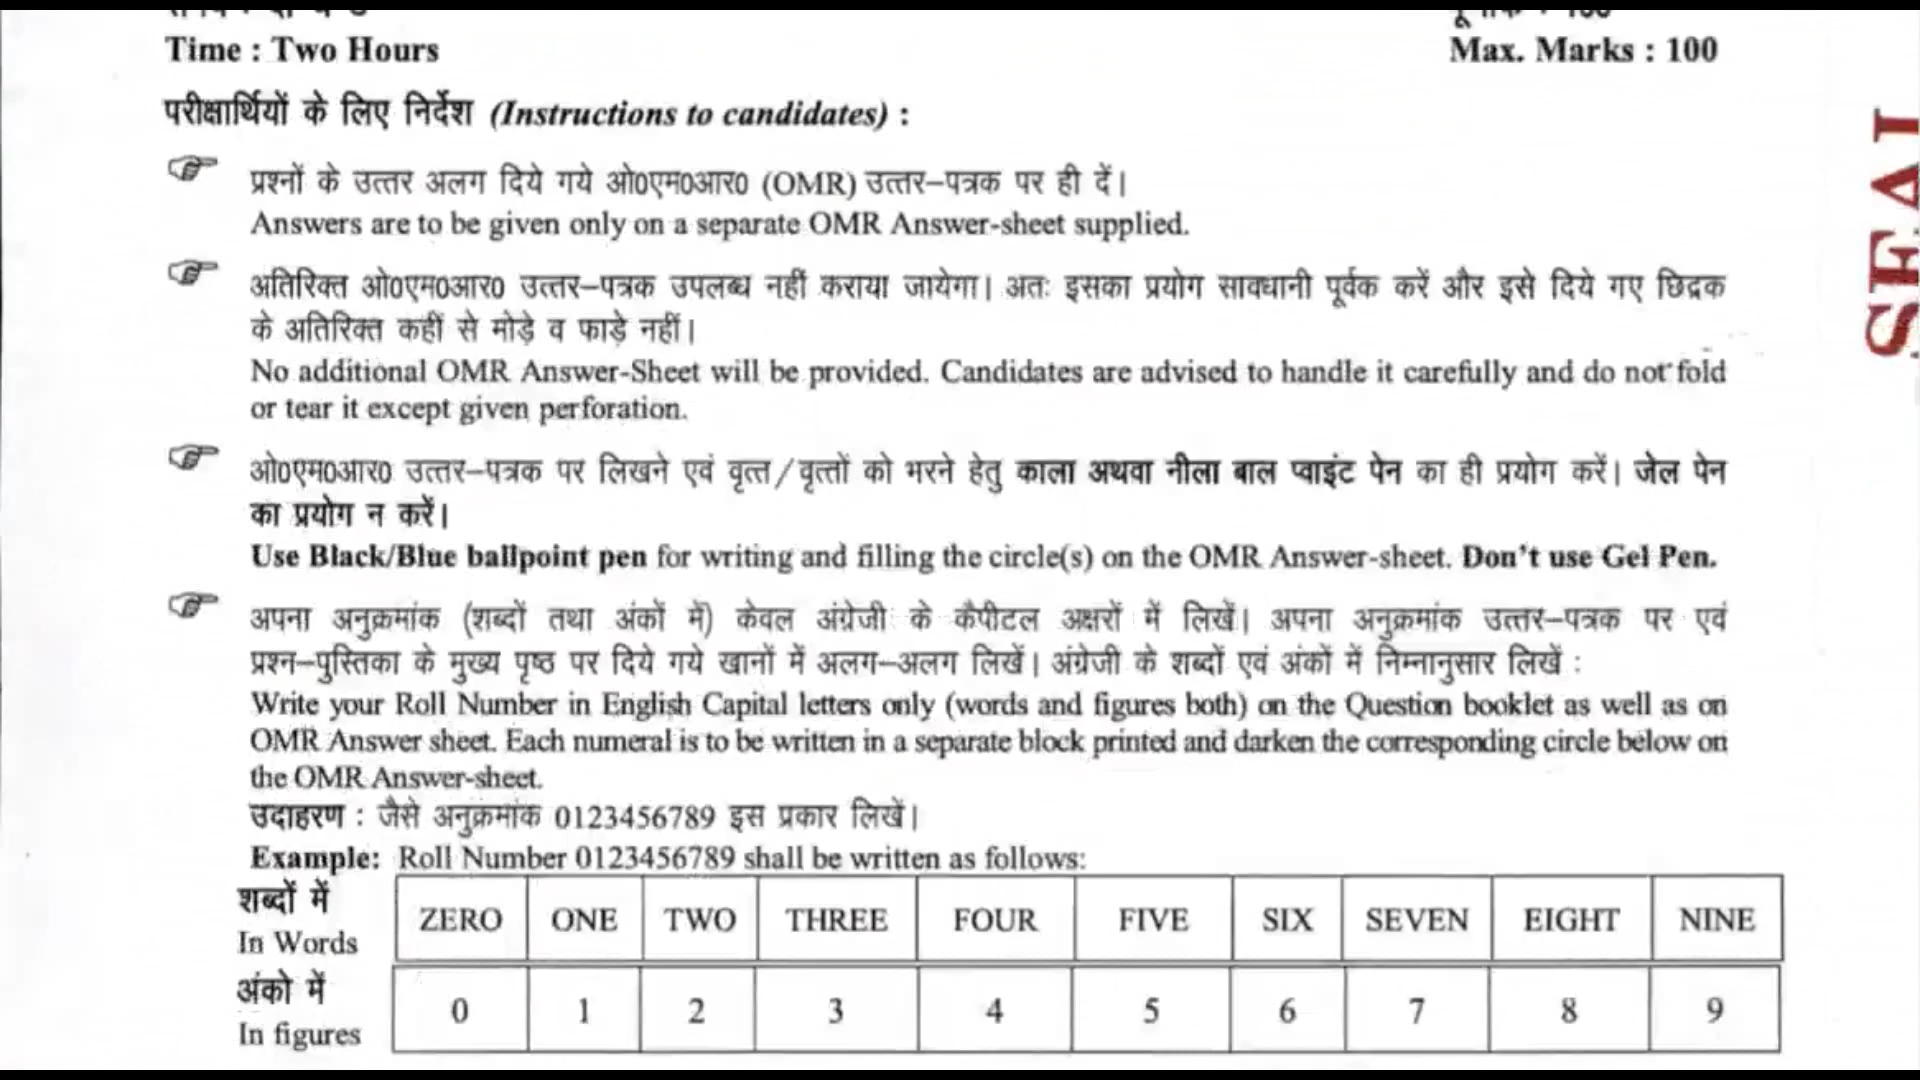 Time : Two Hours
Max. Marks : 100
परीक्षार्थियों के लिए निर्देश (Instructions to candidates) :
प्रश्नों के उत्तर अलग दिये गये ओ0एम0आर0 (OMR) उत्तर–पत्रक पर ही दें।
Answers are to be given only on a separate OMR Answer-sheet supplied.
अतिरिक्त ओ0एम0आर0 उत्तर–पत्रक उपलब्ध नहीं कराया जायेगा। अतः इसका प्रयोग सावधानी पूर्वक करें और इसे दिये गए छिद्रक
के अतिरिक्त कहीं से मोड़े व फाड़े नहीं।
No additional OMR Answer-Sheet will be provided. Candidates are advised to handle it carefully and do not fold
or tear it except given perforation.
ओ0एम0आर0 उत्तर–पत्रक पर लिखने एवं वृत्त/वृत्तों को भरने हेतु काला अथवा नीला बाल प्वाइंट पेन का ही प्रयोग करें। जेल पेन
का प्रयोग न करें।
Use Black/Blue ballpoint pen for writing and filling the circle(s) on the OMR Answer-sheet. Don't use Gel Pen.
अपना अनुक्रमांक (शब्दों तथा अंकों में) केवल अंग्रेजी के कैपीटल अक्षरों में लिखें। अपना अनुक्रमांक उत्तर–पत्रक पर एवं
प्रश्न–पुस्तिका के मुख्य पृष्ठ पर दिये गये खानों में अलग–अलग लिखें। अंग्रेजी के शब्दों एवं अंकों में निम्नानुसार लिखें :
Write your Roll Number in English Capital letters only (words and figures both) on the Question booklet as well as on
OMR Answer sheet. Each numeral is to be written in a separate block printed and darken the corresponding circle below on
the OMR Answer-sheet.
उदाहरण : जैसे अनुक्रमांक 0123456789 इस प्रकार लिखें।
Example: Roll Number 0123456789 shall be written as follows:
शब्दों में
In Words
ZERO ONE TWO THREE FOUR FIVE SIX SEVEN EIGHT NINE
अंको में
In figures
0 1 2 3 4 5 6 7 8 9